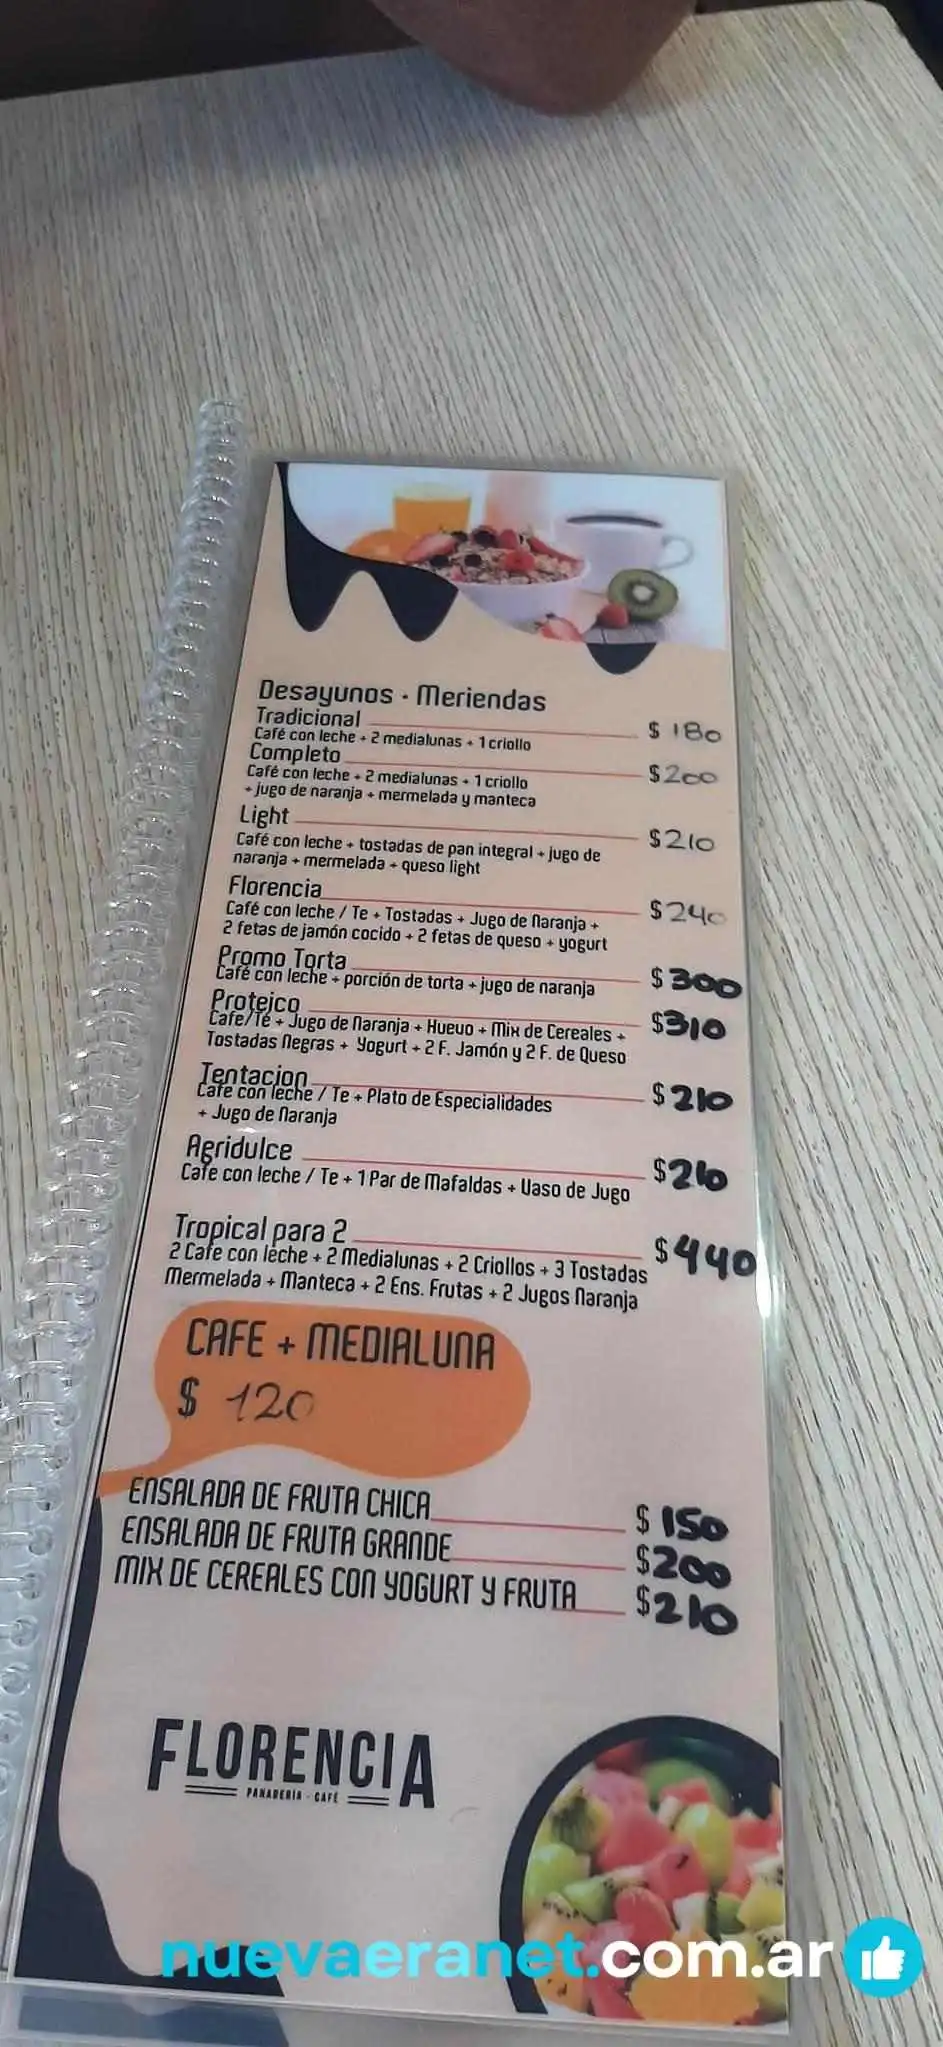 Desayunos · Meriendas
Tradicional $ 180
Café con leche + 2 medialunas + 1 criollo
Completo $ 200
Café con leche + 2 medialunas + 1 criollo
+ jugo de naranja + mermelada y manteca
Light $ 210
Café con leche + tostadas de pan integral + jugo de
naranja + mermelada + queso light
Florencia $ 240
Café con leche / Te + Tostadas + Jugo de Naranja +
2 fetas de jamón cocido + 2 fetas de queso + yogurt
Promo Torta $ 300
Café con leche + porción de torta + jugo de naranja
Proteico $ 310
Cafe/Té + Jugo de Naranja + Huevo + Mix de Cereales +
Tostadas Negras + Yogurt + 2 F. Jamón y 2 F. de Queso
Tentacion $ 210
Café con leche / Te + Plato de Especialidades
+ Jugo de Naranja
Agridulce $ 210
Cafe con leche / Te + 1 Par de Mafaldas + Vaso de Jugo
Tropical para 2 $ 440
2 Cafe con leche + 2 Medialunas + 2 Criollos + 3 Tostadas
Mermelada + Manteca + 2 Ens. Frutas + 2 Jugos Naranja
CAFE + MEDIALUNA
$ 120
ENSALADA DE FRUTA CHICA $ 150
ENSALADA DE FRUTA GRANDE $ 200
MIX DE CEREALES CON YOGURT Y FRUTA $ 210
FLORENCIA
PANADERIA - CAFÉ
nuevaeranet.com.ar